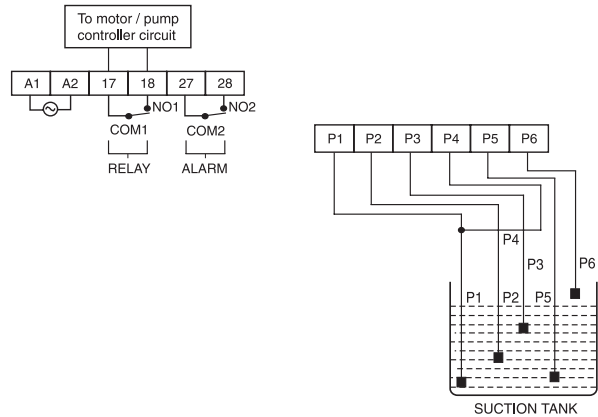 To motor / pump
controller circuit
A1 A2 17 18 27 28
NO1 NO2
COM1 COM2
RELAY ALARM
P1 P2 P3 P4 P5 P6
P4
P3 P6
P1 P2 P5
SUCTION TANK